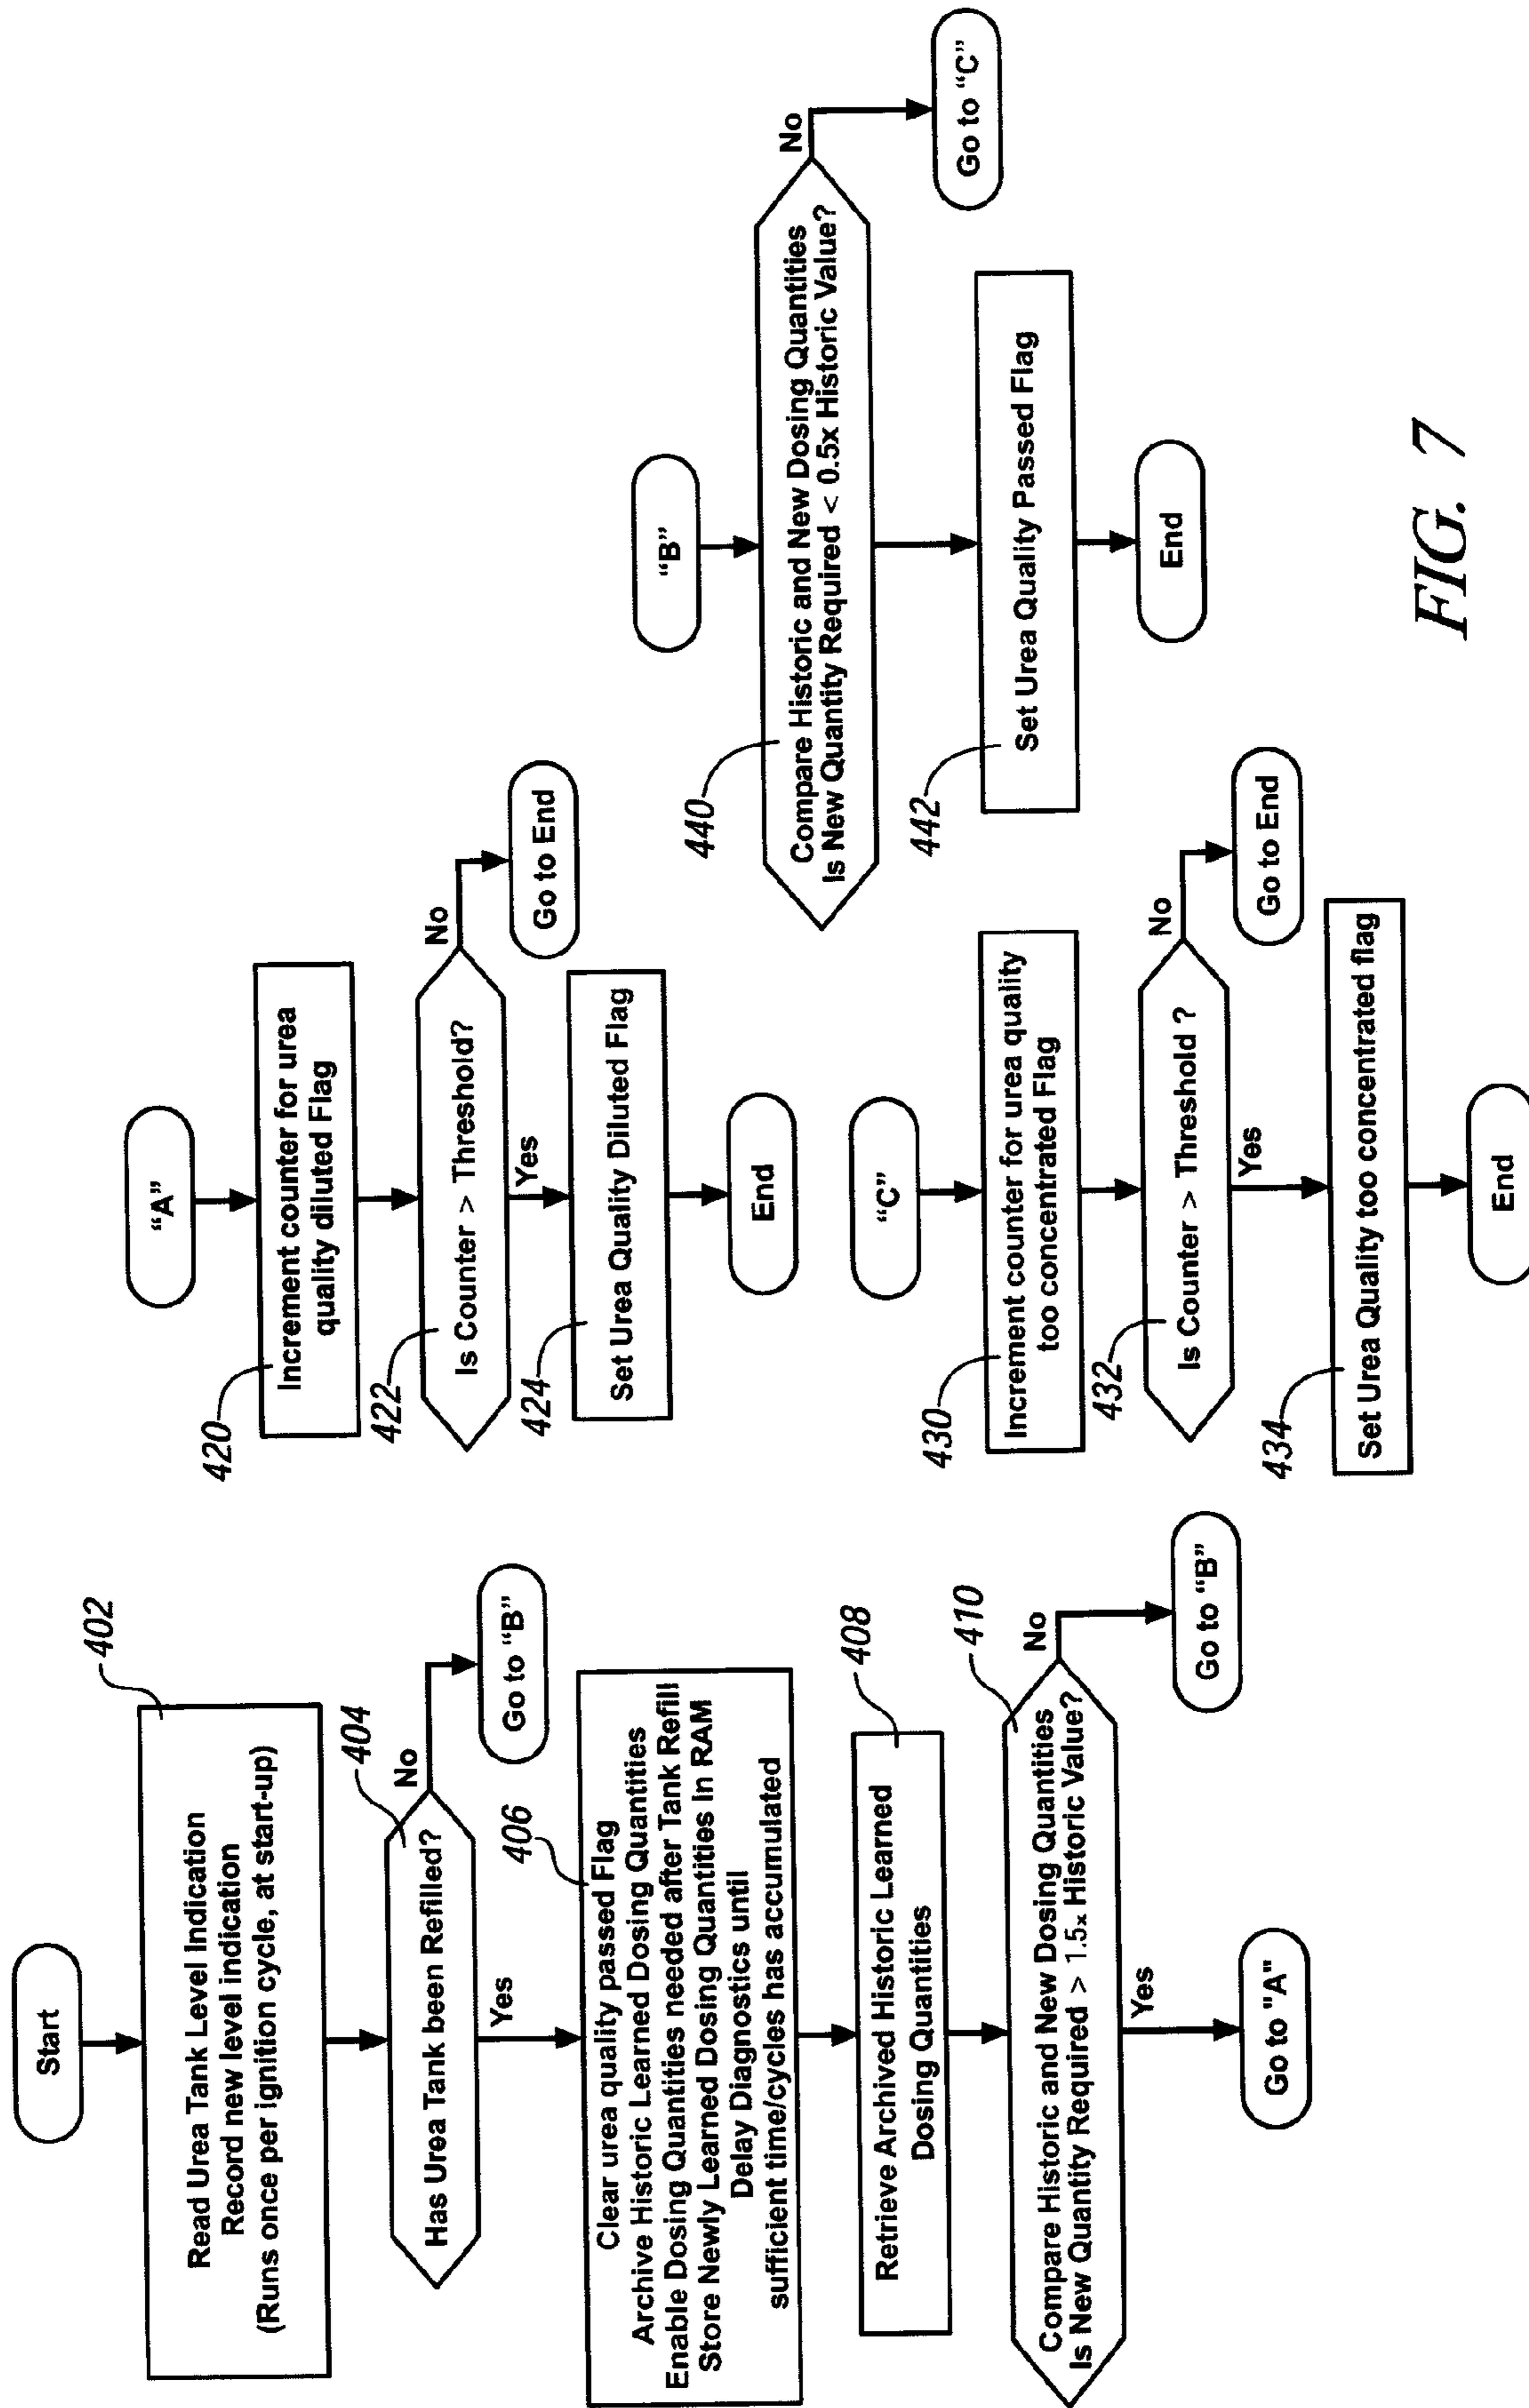 Start
402
Read Urea Tank Level Indication
Record new level indication
(Runs once per ignition cycle, at start-up)
404
Has Urea Tank been Refilled?
No
Go to “B”
Yes
406
Clear urea quality passed Flag
Archive Historic Learned Dosing Quantities
Enable Dosing Quantities needed after Tank Refill
Store Newly Learned Dosing Quantities in RAM
Delay Diagnostics until
sufficient time/cycles has accumulated
408
Retrieve Archived Historic Learned
Dosing Quantities
410
Compare Historic and New Dosing Quantities
Is New Quantity Required > 1.5x Historic Value?
No
Go to “B”
Yes
Go to "A"
“A”
420
Increment counter for urea
quality diluted Flag
422
Is Counter > Threshold?
No
Go to End
Yes
424
Set Urea Quality Diluted Flag
End
“C”
430
Increment counter for urea quality
too concentrated Flag
432
Is Counter > Threshold ?
No
Go to End
Yes
434
Set Urea Quality too concentrated flag
End
“B”
440
Compare Historic and New Dosing Quantities
Is New Quantity Required < 0.5x Historic Value?
No
Go to “C”
442
Set Urea Quality Passed Flag
End
FIG. 7